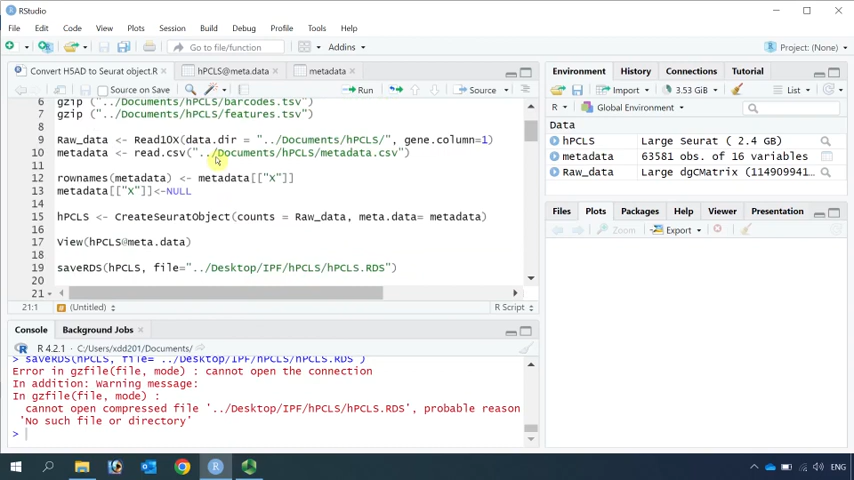 RStudio
File Edit Code View Plots Session Build Debug Profile Tools Help
Go to file/function
Addins
Project: (None)
Convert H5AD to Seurat object.R
hPCLS@meta.data
metadata
Source on Save
Run
Source
6 gzip ("../Documents/hPCLS/barcodes.tsv")
7 gzip ("../Documents/hPCLS/features.tsv")
8
9 Raw_data <- Read10X(data.dir = "../Documents/hPCLS/", gene.column=1)
10 metadata <- read.csv("../Documents/hPCLS/metadata.csv")
11
12 rownames(metadata) <- metadata[["X"]]
13 metadata[["X"]]<-NULL
14
15 hPCLS <- CreateSeuratObject(counts = Raw_data, meta.data= metadata)
16
17 View(hPCLS@meta.data)
18
19 saveRDS(hPCLS, file="../Desktop/IPF/hPCLS/hPCLS.RDS")
20
21
21:1 (Untitled) R Script
Console Background Jobs
R 4.2.1 · C:/Users/xdd201/Documents/
> saveRDS(hPCLS, file="../Desktop/IPF/hPCLS/hPCLS.RDS")
Error in gzfile(file, mode) : cannot open the connection
In addition: Warning message:
In gzfile(file, mode) :
cannot open compressed file '../Desktop/IPF/hPCLS/hPCLS.RDS', probable reason
'No such file or directory'
>
Environment History Connections Tutorial
Import 3.53 GiB List
R Global Environment
Data
hPCLS Large Seurat ( 2.4 GB)
metadata 63581 obs. of 16 variables
Raw_data Large dgCMatrix (114909941...
Files Plots Packages Help Viewer Presentation
Zoom Export
ENG